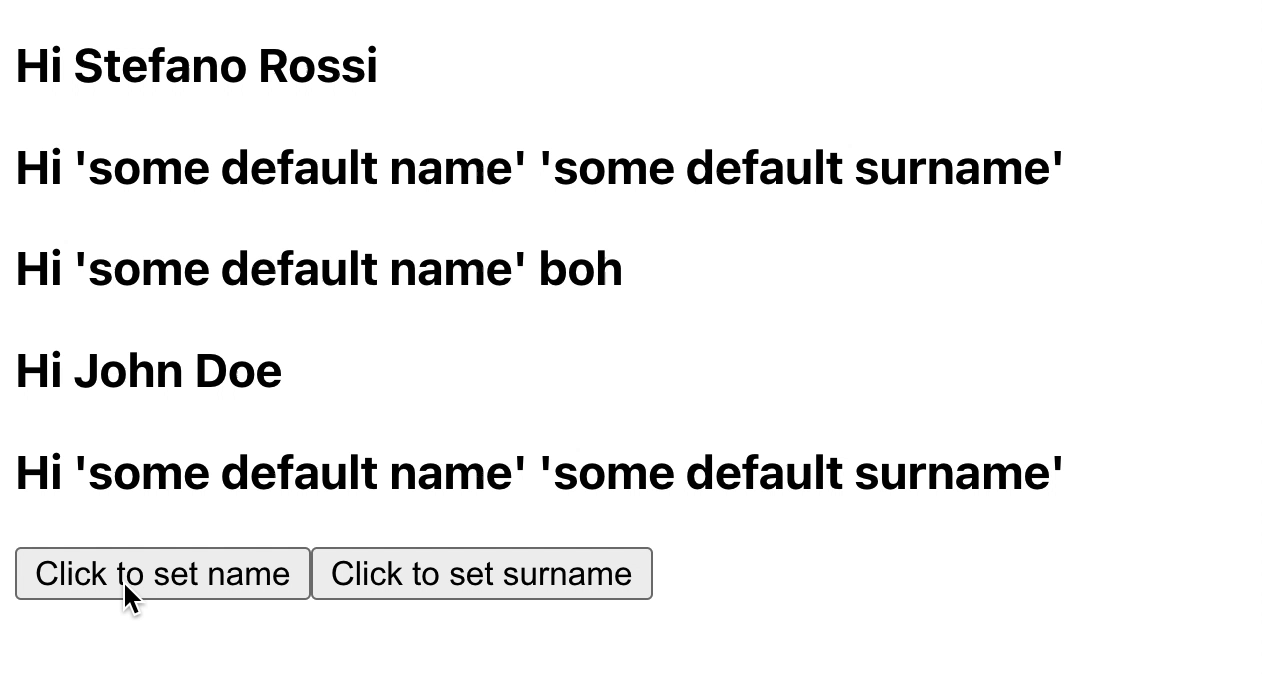 Hi Stefano Rossi
Hi 'some default name' 'some default surname'
Hi 'some default name' boh
Hi John Doe
Hi 'some default name' 'some default surname'
Click to set name Click to set surname